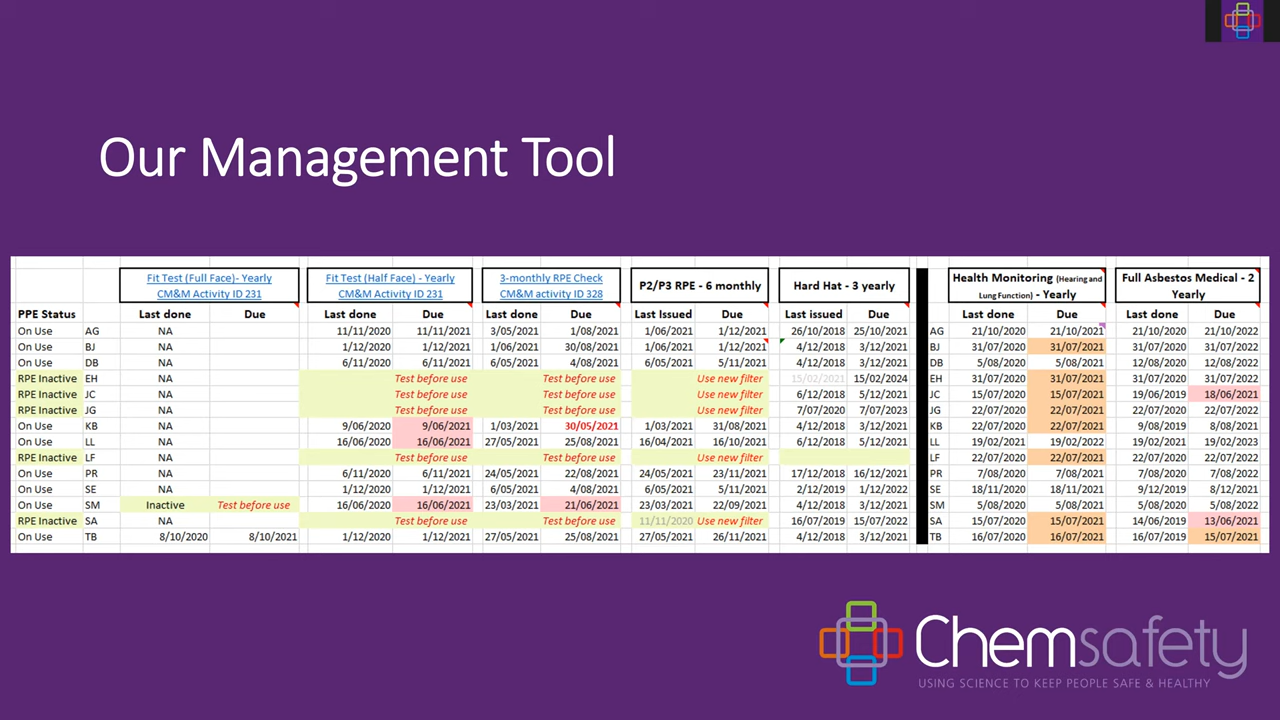 Our Management Tool
Fit Test (Full Face)- Yearly CM&M Activity ID 231 Fit Test (Half Face) - Yearly CM&M Activity ID 231 3-monthly RPE Check CM&M activity ID 328 P2/P3 RPE - 6 monthly Hard Hat - 3 yearly Health Monitoring (Hearing and Lung Function) - Yearly Full Asbestos Medical - 2 Yearly
PPE Status Last done Due Last done Due Last done Due Last Issued Due Last issued Due Last done Due Last done Due
On Use AG NA 11/11/2020 11/11/2021 3/05/2021 1/08/2021 1/06/2021 1/12/2021 26/10/2018 25/10/2021 AG 21/10/2020 21/10/2021 21/10/2020 21/10/2022
On Use BJ NA 1/12/2020 1/12/2021 1/06/2021 30/08/2021 1/06/2021 1/12/2021 4/12/2018 3/12/2021 BJ 31/07/2020 31/07/2021 31/07/2020 31/07/2022
On Use DB NA 6/11/2020 6/11/2021 6/05/2021 4/08/2021 6/05/2021 5/11/2021 4/12/2018 3/12/2021 DB 5/08/2020 5/08/2021 12/08/2020 12/08/2022
RPE Inactive EH NA Test before use Test before use Use new filter 15/02/2021 15/02/2024 EH 31/07/2020 31/07/2021 31/07/2020 31/07/2022
RPE Inactive JC NA Test before use Test before use Use new filter 6/12/2018 5/12/2021 JC 15/07/2020 15/07/2021 19/06/2019 18/06/2021
RPE Inactive JG NA Test before use Test before use Use new filter 7/07/2020 7/07/2023 JG 22/07/2020 22/07/2021 22/07/2020 22/07/2022
On Use KB NA 9/06/2020 9/06/2021 1/03/2021 30/05/2021 1/03/2021 31/08/2021 4/12/2018 3/12/2021 KB 22/07/2020 22/07/2021 9/08/2019 8/08/2021
On Use LL NA 16/06/2020 16/06/2021 27/05/2021 25/08/2021 16/04/2021 16/10/2021 6/12/2018 5/12/2021 LL 19/02/2021 19/02/2022 19/02/2021 19/02/2023
RPE Inactive LF NA Test before use Test before use Use new filter LF 22/07/2020 22/07/2021 22/07/2020 22/07/2022
On Use PR NA 6/11/2020 6/11/2021 24/05/2021 22/08/2021 24/05/2021 23/11/2021 17/12/2018 16/12/2021 PR 7/08/2020 7/08/2021 7/08/2020 7/08/2022
On Use SE NA 1/12/2020 1/12/2021 6/05/2021 4/08/2021 6/05/2021 5/11/2021 2/12/2019 1/12/2022 SE 18/11/2020 18/11/2021 9/12/2019 8/12/2021
On Use SM Inactive Test before use 16/06/2020 16/06/2021 23/03/2021 21/06/2021 23/03/2021 22/09/2021 4/12/2018 3/12/2021 SM 5/08/2020 5/08/2021 5/08/2020 5/08/2022
RPE Inactive SA NA Test before use Test before use 11/11/2020 Use new filter 16/07/2019 15/07/2022 SA 15/07/2020 15/07/2021 14/06/2019 13/06/2021
On Use TB 8/10/2020 8/10/2021 1/12/2020 1/12/2021 27/05/2021 25/08/2021 27/05/2021 26/11/2021 4/12/2018 3/12/2021 TB 16/07/2020 16/07/2021 16/07/2019 15/07/2021
Chemsafety
USING SCIENCE TO KEEP PEOPLE SAFE & HEALTHY